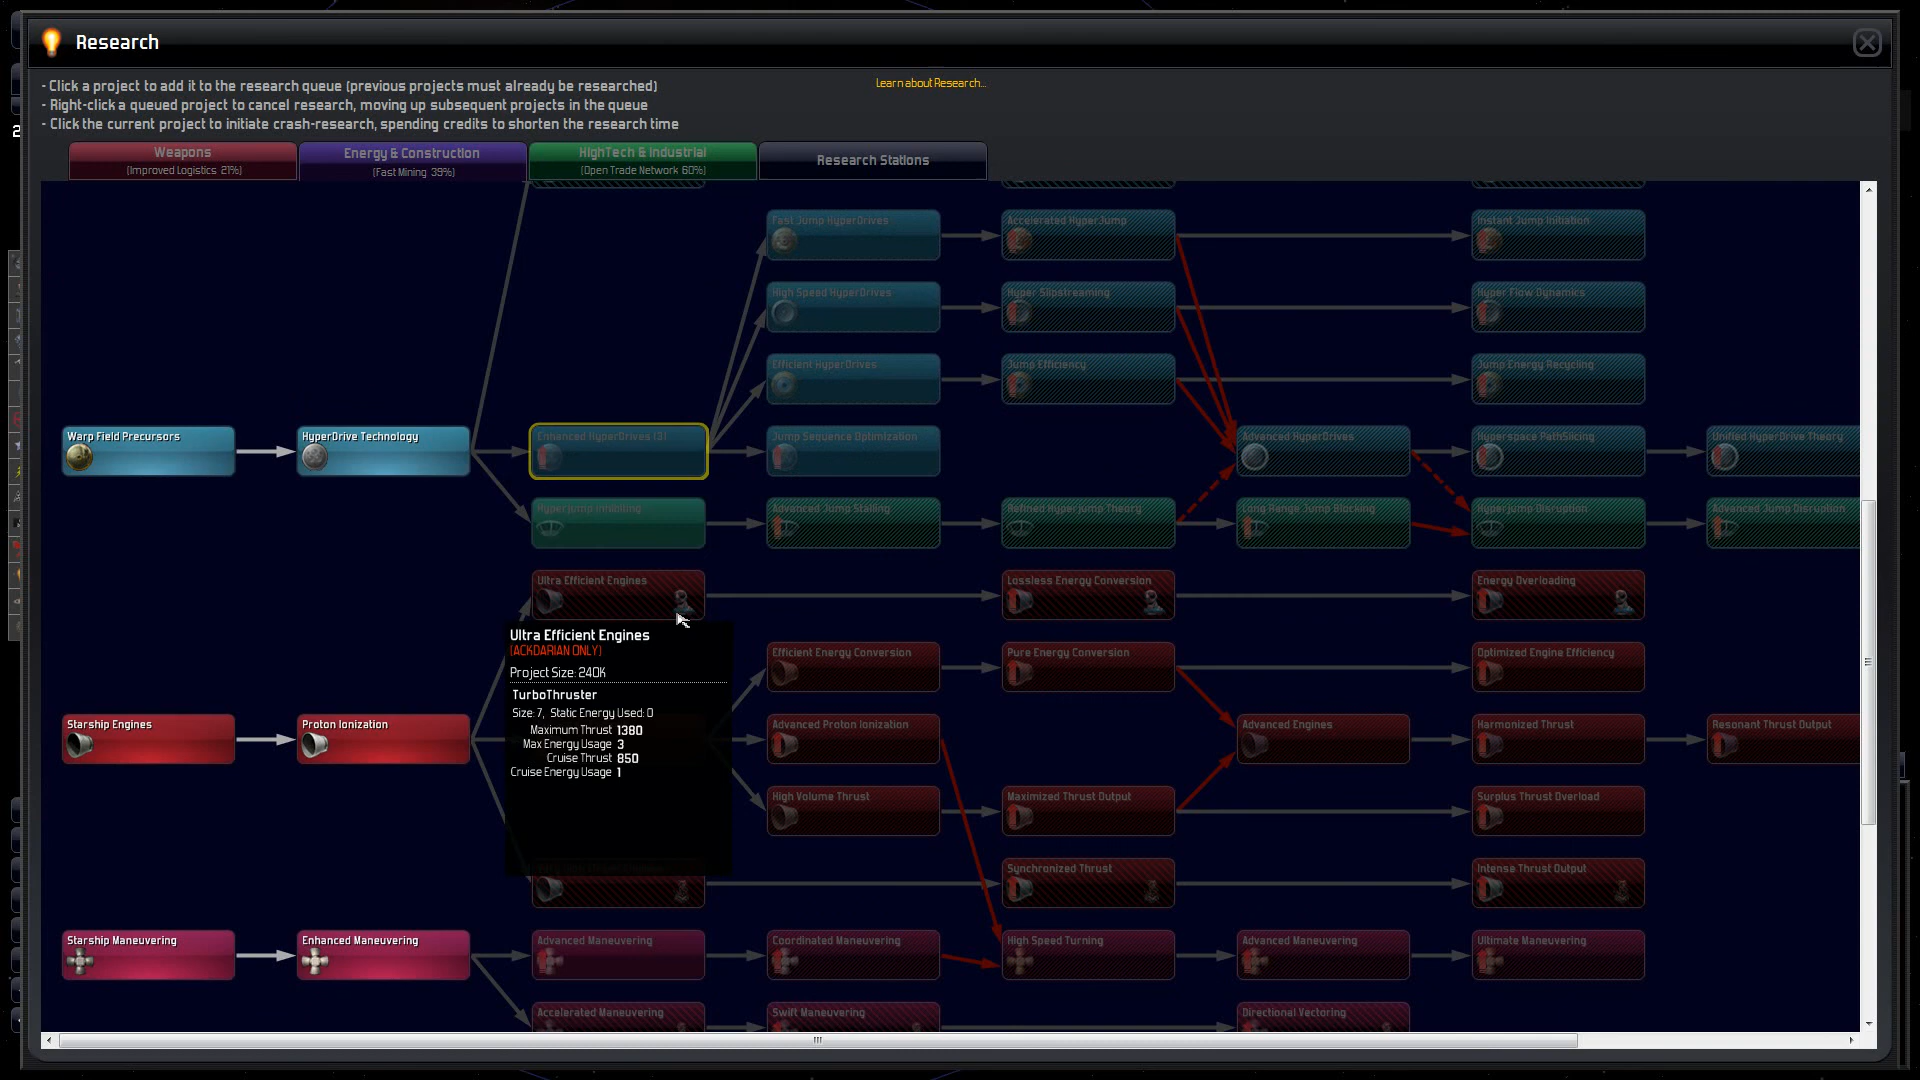 Research
- Click a project to add it to the research queue (previous projects must already be researched)
- Right-click a queued project to cancel research, moving up subsequent projects in the queue
- Click the current project to initiate crash-research, spending credits to shorten the research time
Learn about Research...
Weapons
(Improved Logistics 21%)
Energy & Construction
(Fast Mining 39%)
HighTech & Industrial
(Open Trade Network 60%)
Research Stations
Fast Jump HyperDrives
Accelerated HyperJump
Instant Jump Initiation
High Speed HyperDrives
Hyper Slipstreaming
Hyper Flow Dynamics
Efficient HyperDrives
Jump Efficiency
Jump Energy Recycling
Warp Field Precursors
HyperDrive Technology
Enhanced HyperDrives (3)
Jump Sequence Optimization
Advanced HyperDrives
Hyperspace PathSlicing
Unified HyperDrive Theory
Hyperjump Inhibiting
Advanced Jump Stalling
Refined Hyperjump Theory
Long Range Jump Blocking
Hyperjump Disruption
Advanced Jump Disruption
Ultra Efficient Engines
Lossless Energy Conversion
Energy Overloading
Ultra Efficient Engines
(ACKDARIAN ONLY)
Project Size: 240K
TurboThruster
Size: 7, Static Energy Used: 0
Maximum Thrust 1380
Max Energy Usage 3
Cruise Thrust 850
Cruise Energy Usage 1
Efficient Energy Conversion
Pure Energy Conversion
Optimized Engine Efficiency
Starship Engines
Proton Ionization
Advanced Proton Ionization
Advanced Engines
Harmonized Thrust
Resonant Thrust Output
High Volume Thrust
Maximized Thrust Output
Surplus Thrust Overload
Synchronized Thrust
Intense Thrust Output
Starship Maneuvering
Enhanced Maneuvering
Advanced Maneuvering
Coordinated Maneuvering
High Speed Turning
Advanced Maneuvering
Ultimate Maneuvering
Accelerated Maneuvering
Swift Maneuvering
Directional Vectoring